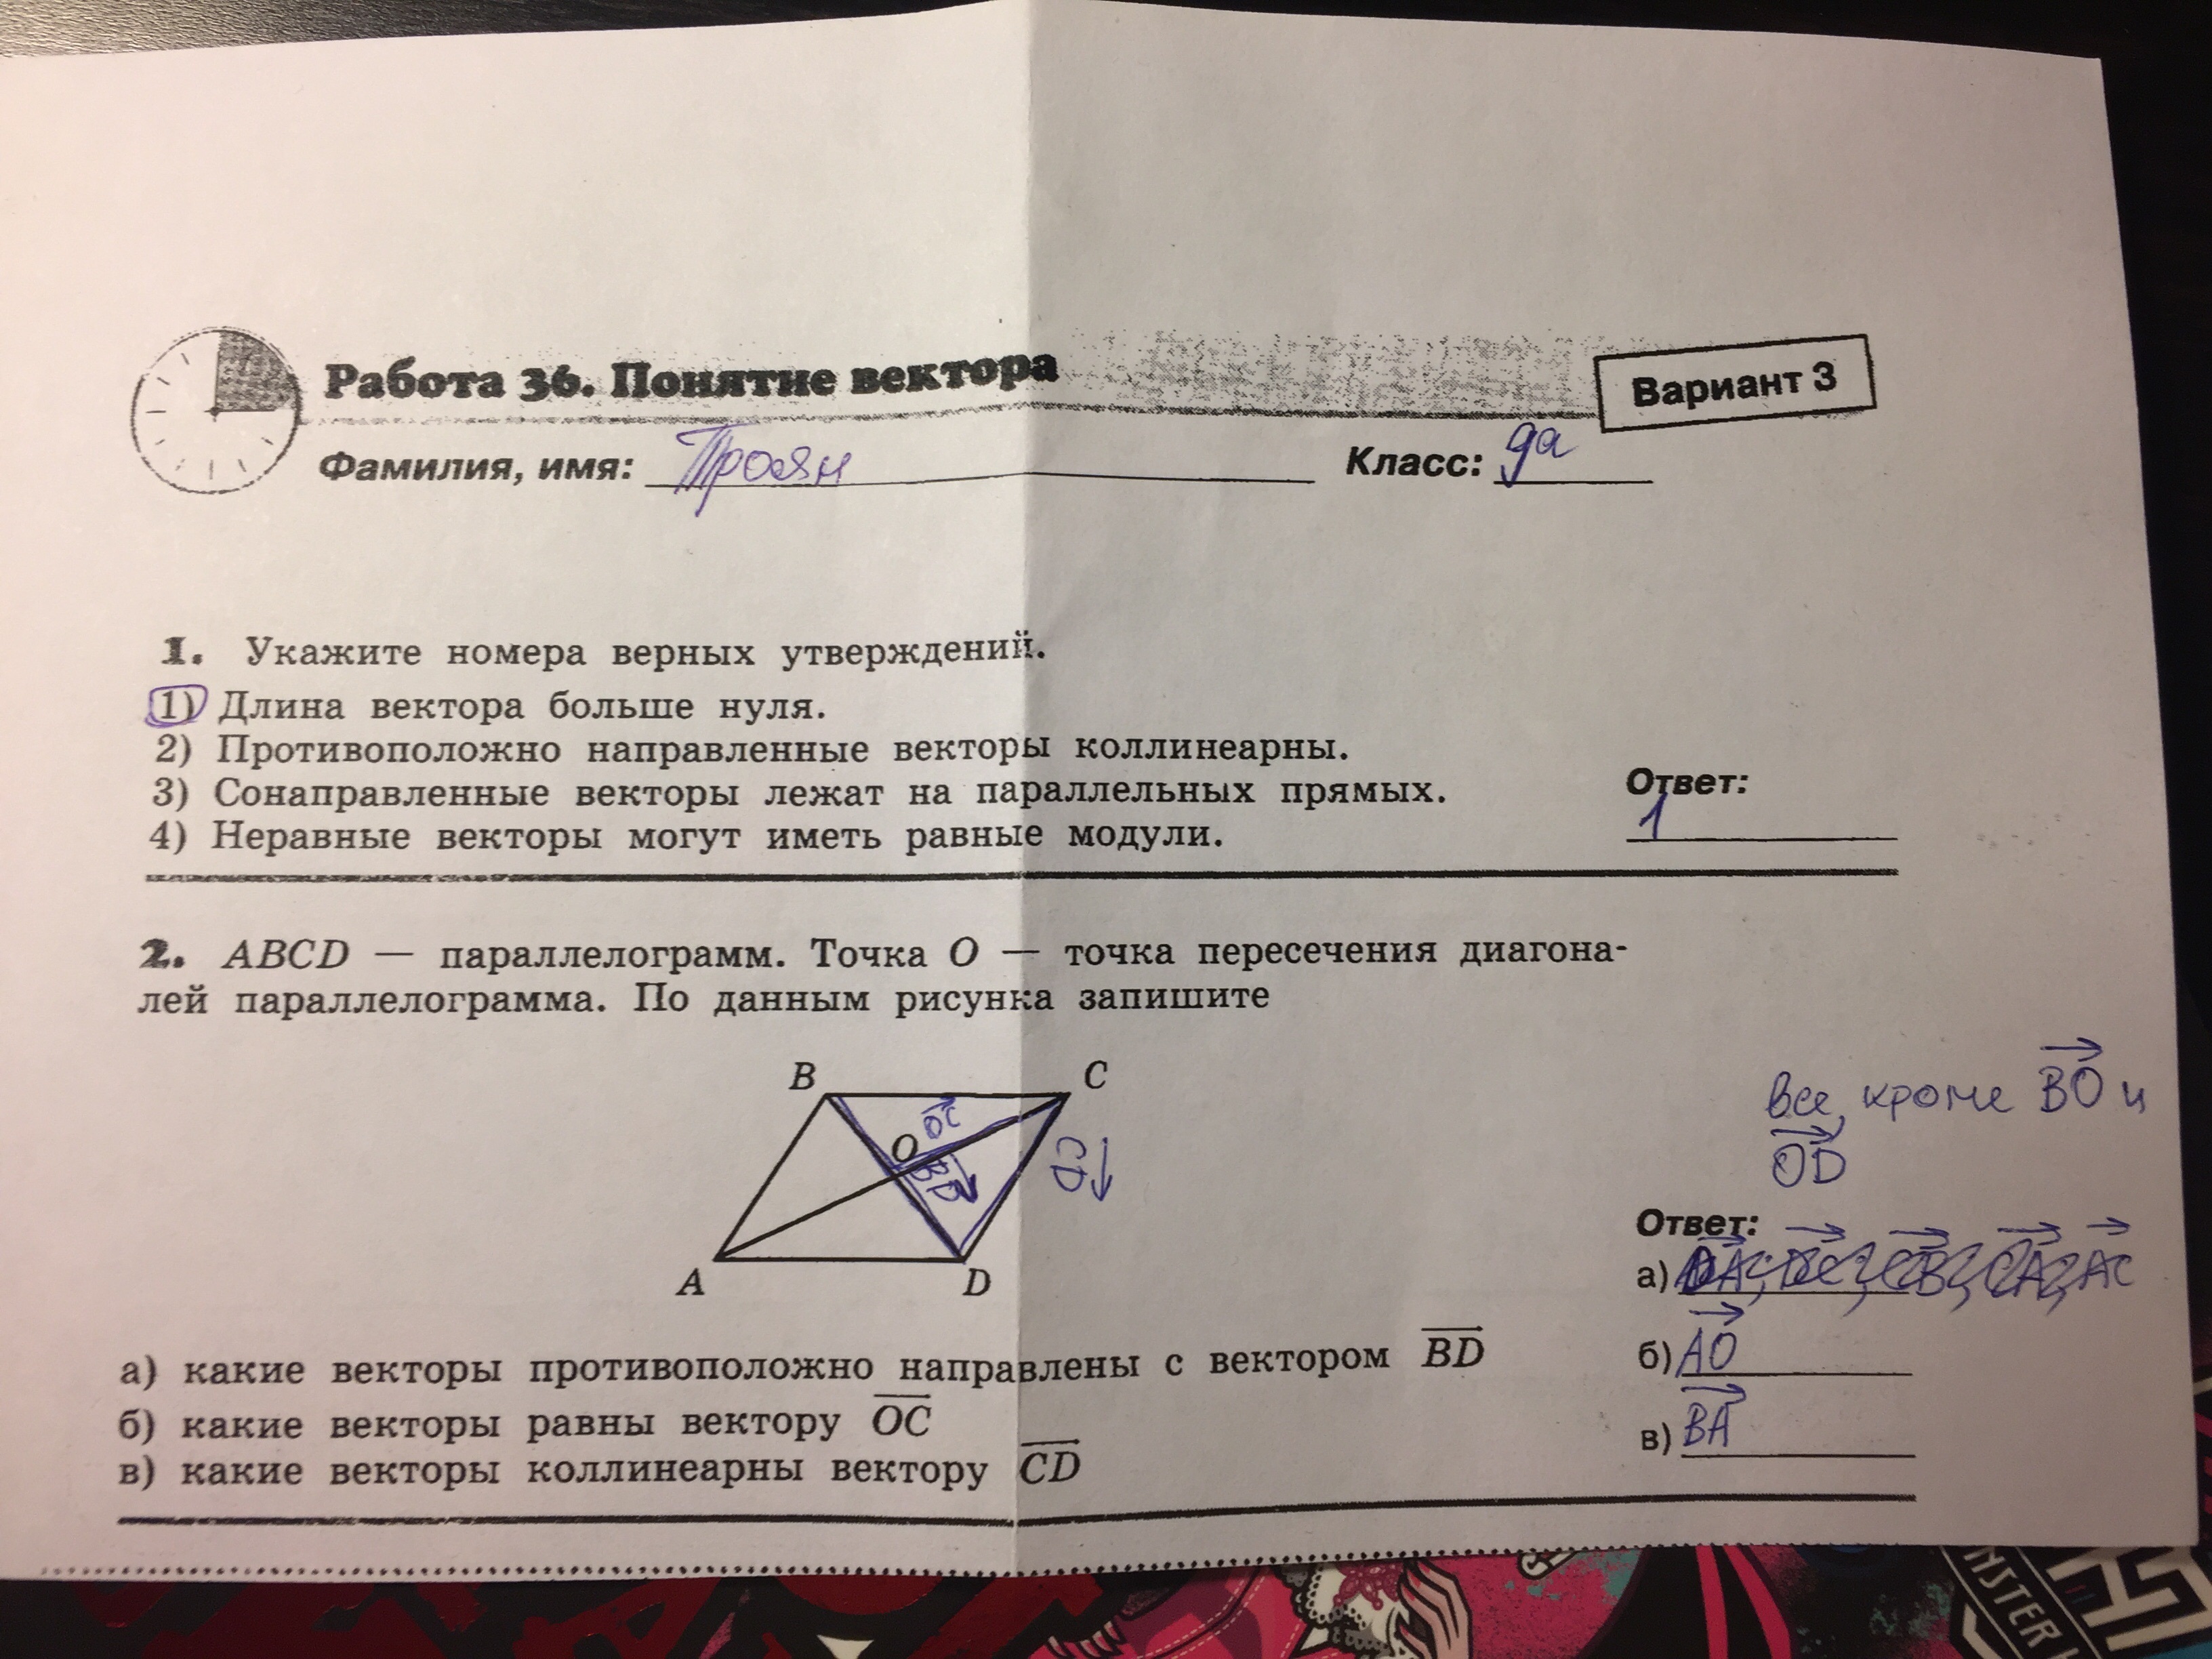 Работа 36. Понятие вектора
Вариант 3
Фамилия, имя: Троян Класс: 9а
1. Укажите номера верных утверждений.
1) Длина вектора больше нуля.
2) Противоположно направленные векторы коллинеарны.
3) Сонаправленные векторы лежат на параллельных прямых.
4) Неравные векторы могут иметь равные модули.
Ответ:
1
2. ABCD — параллелограмм. Точка O — точка пересечения диагона-
лей параллелограмма. По данным рисунка запишите
B
C
OC
O
BD
CD
A
D
все, кроме BO и
OD
Ответ:
а)
AC
б) AO
в) BA
а) какие векторы противоположно направлены с вектором BD
б) какие векторы равны вектору OC
в) какие векторы коллинеарны вектору CD